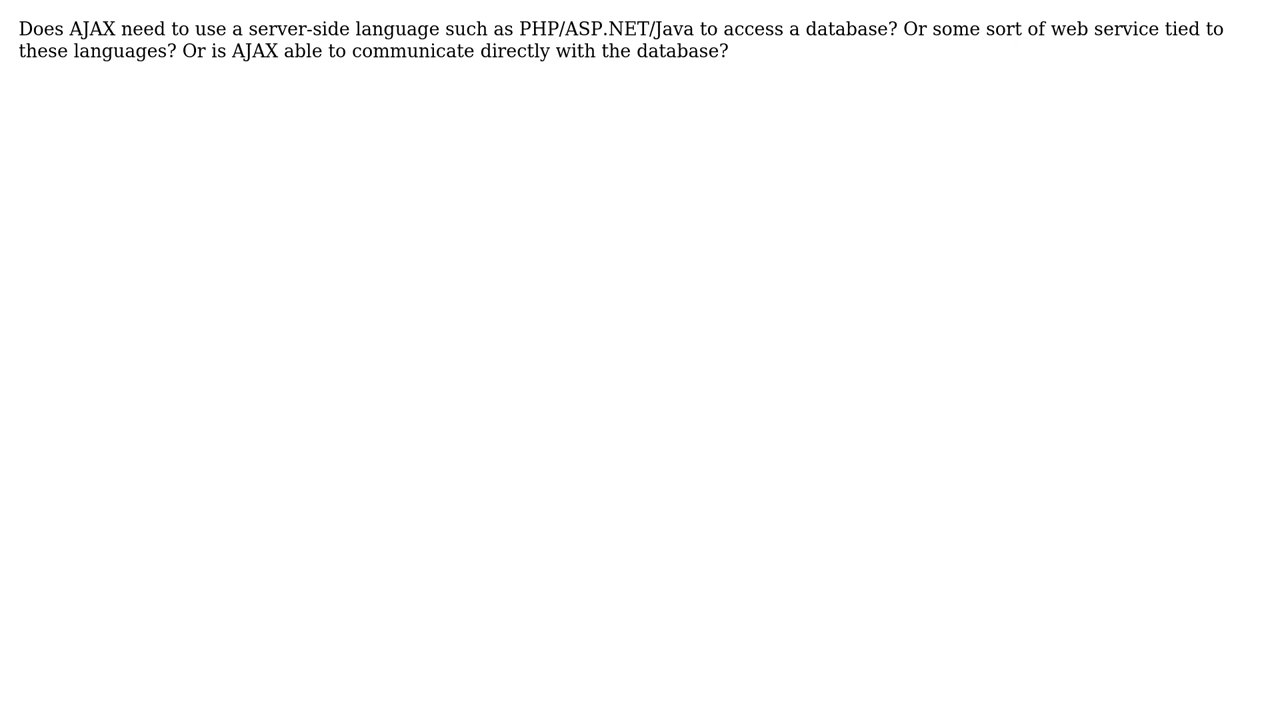 Does AJAX need to use a server-side language such as PHP/ASP.NET/Java to access a database? Or some sort of web service tied to
these languages? Or is AJAX able to communicate directly with the database?